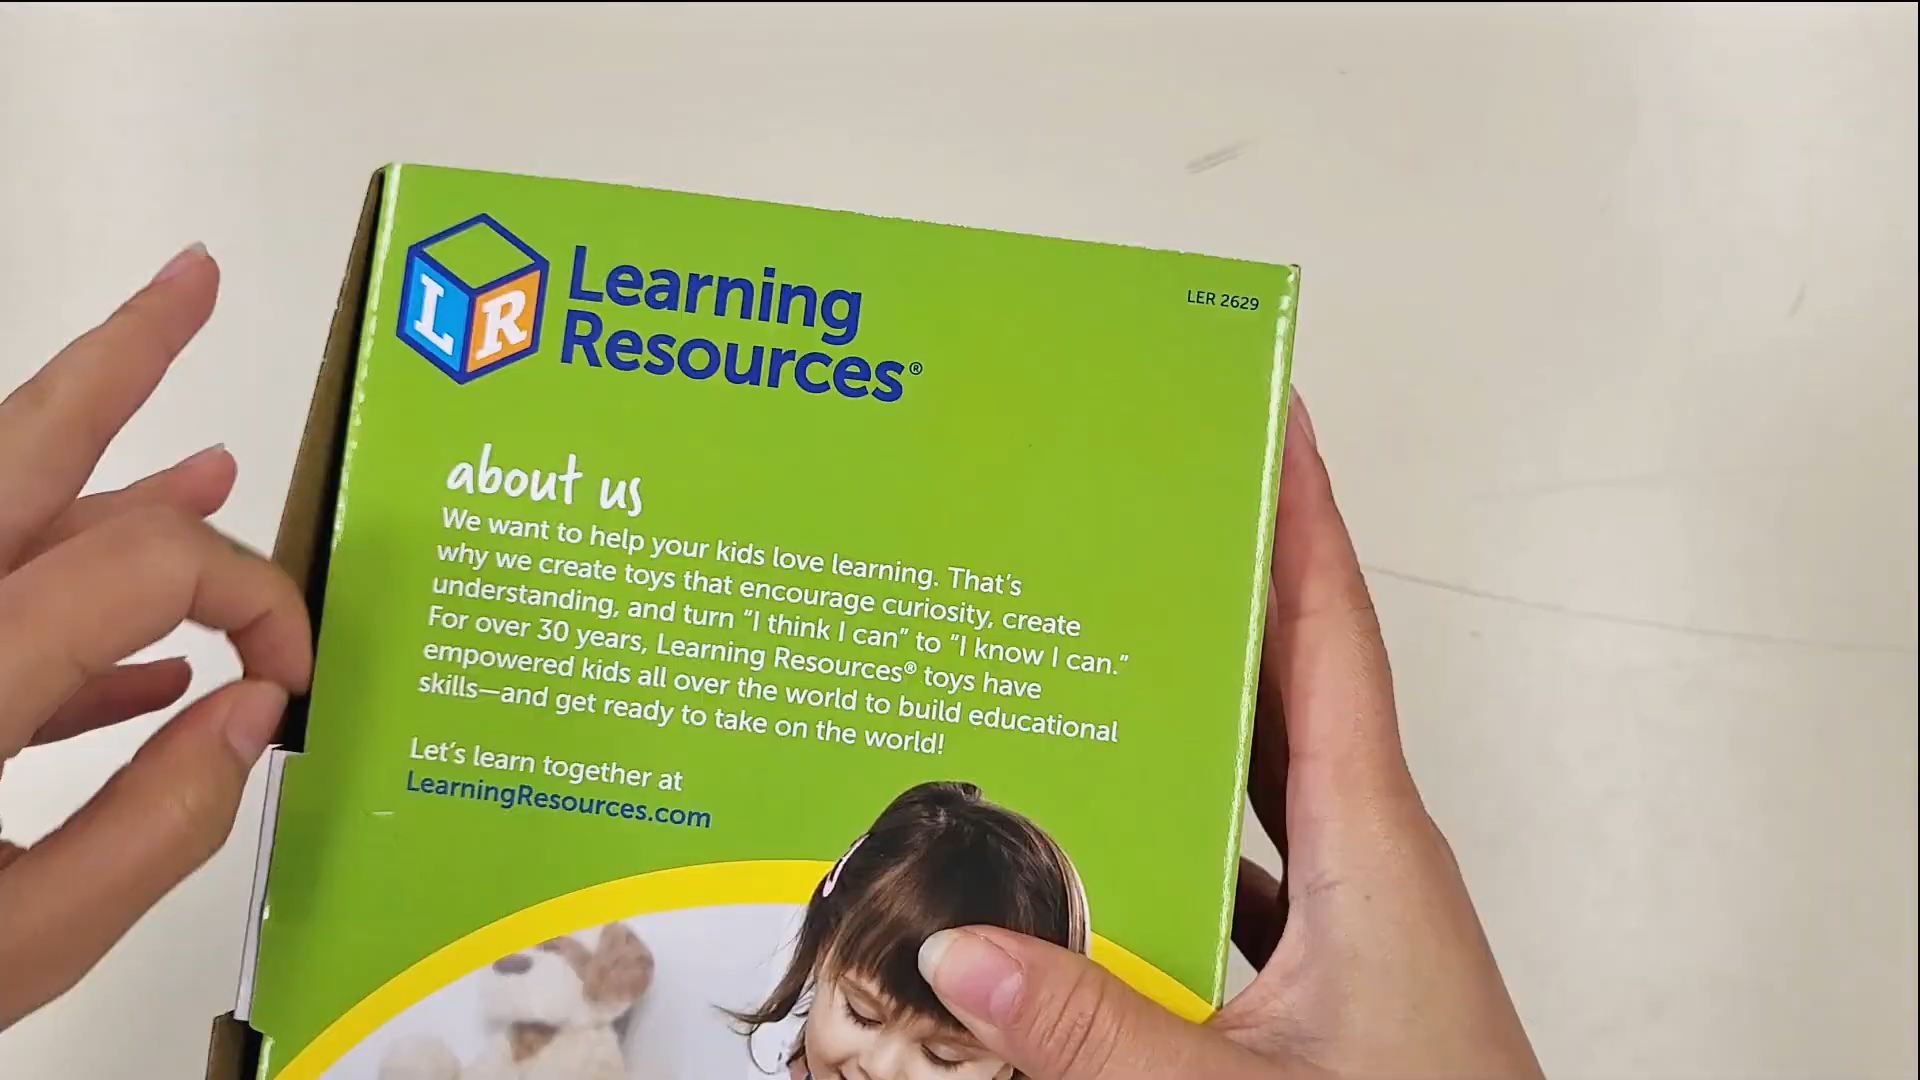 L R
Learning
Resources®
LER 2629
about us
We want to help your kids love learning. That's
why we create toys that encourage curiosity, create
understanding, and turn "I think I can" to "I know I can."
For over 30 years, Learning Resources® toys have
empowered kids all over the world to build educational
skills—and get ready to take on the world!
Let's learn together at
LearningResources.com